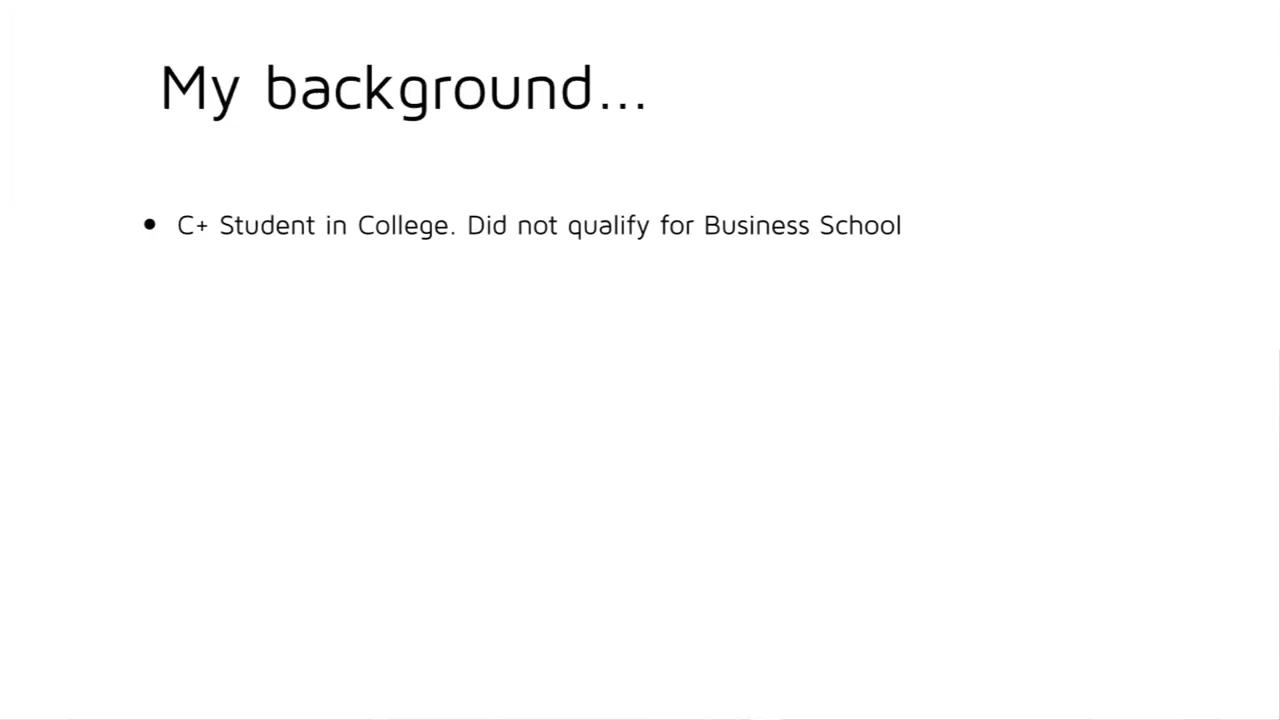 My background...
• C+ Student in College. Did not qualify for Business School